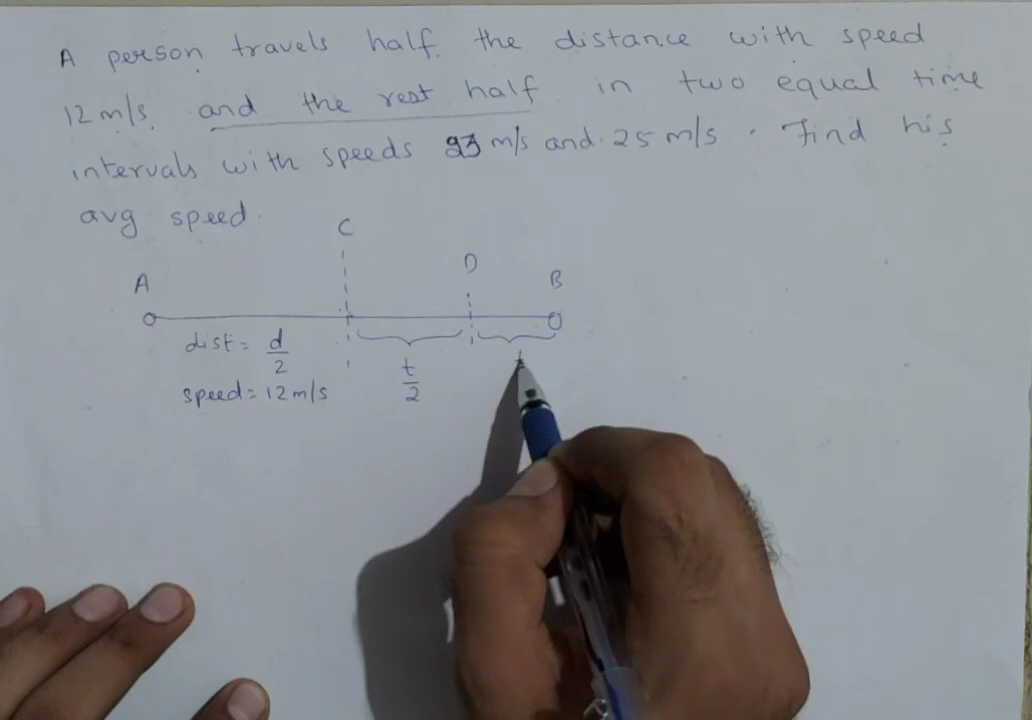 A person travels half the distance with speed
12 m/s and the rest half in two equal time
intervals with speeds 23 m/s and 25 m/s. Find his
avg speed.
C
D
A
B
dist = d/2
t/2
speed = 12 m/s